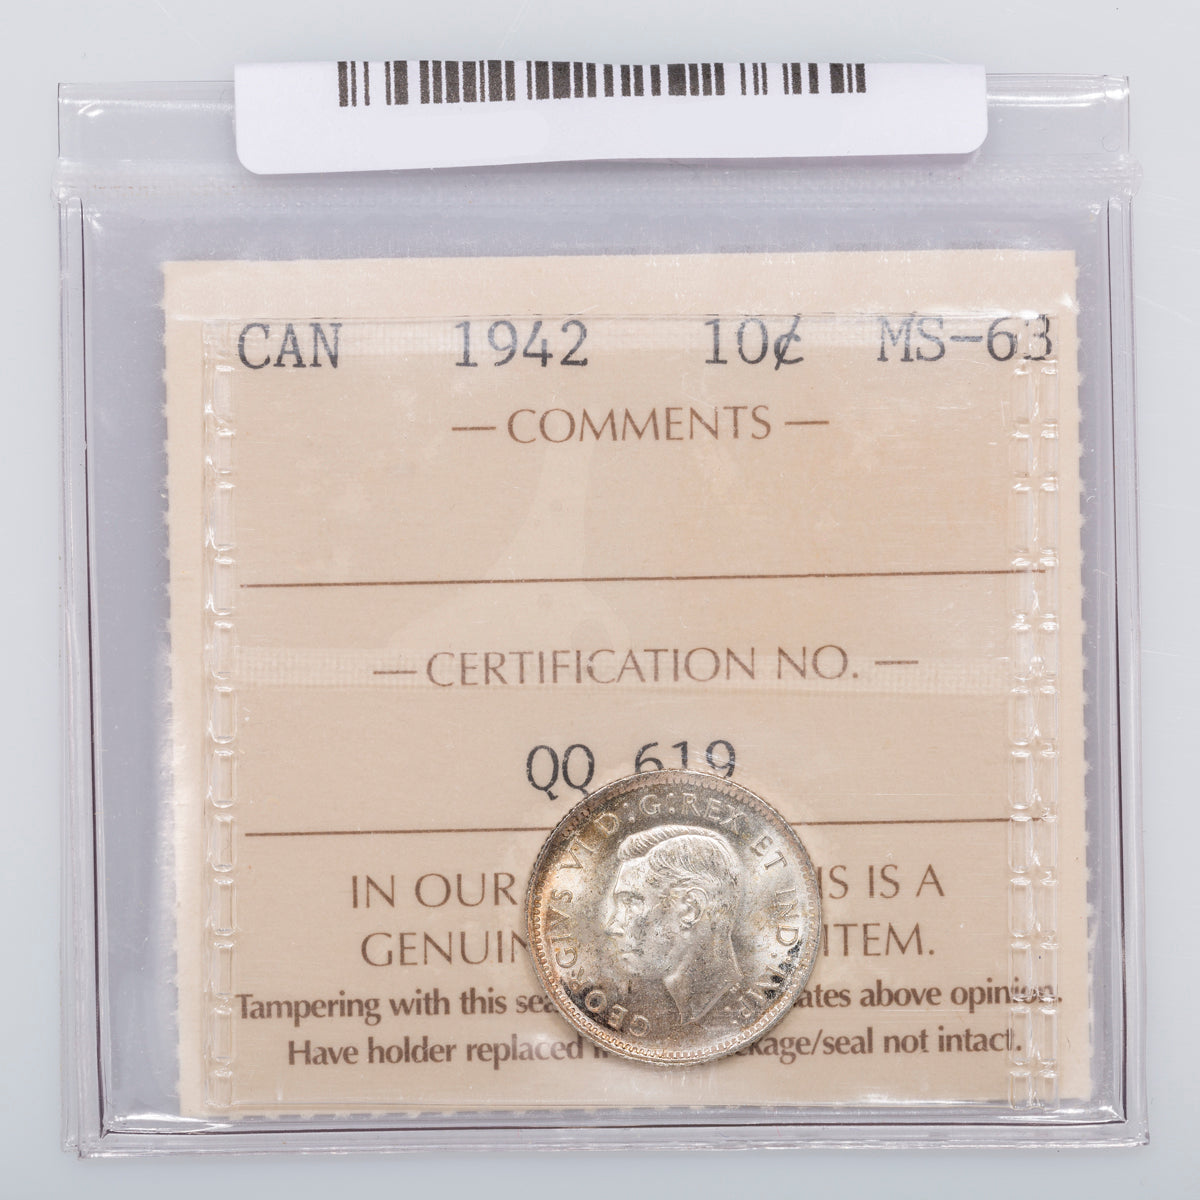 CAN 1942 10¢ MS-63
— COMMENTS —
— CERTIFICATION NO. —
QQ 619
GEORGIVS VI D:G:REX ET IND:IMP:
IN OUR IS IS A
GENUIN ITEM.
Tampering with this sea ates above opinion.
Have holder replaced i ckage/seal not intact.